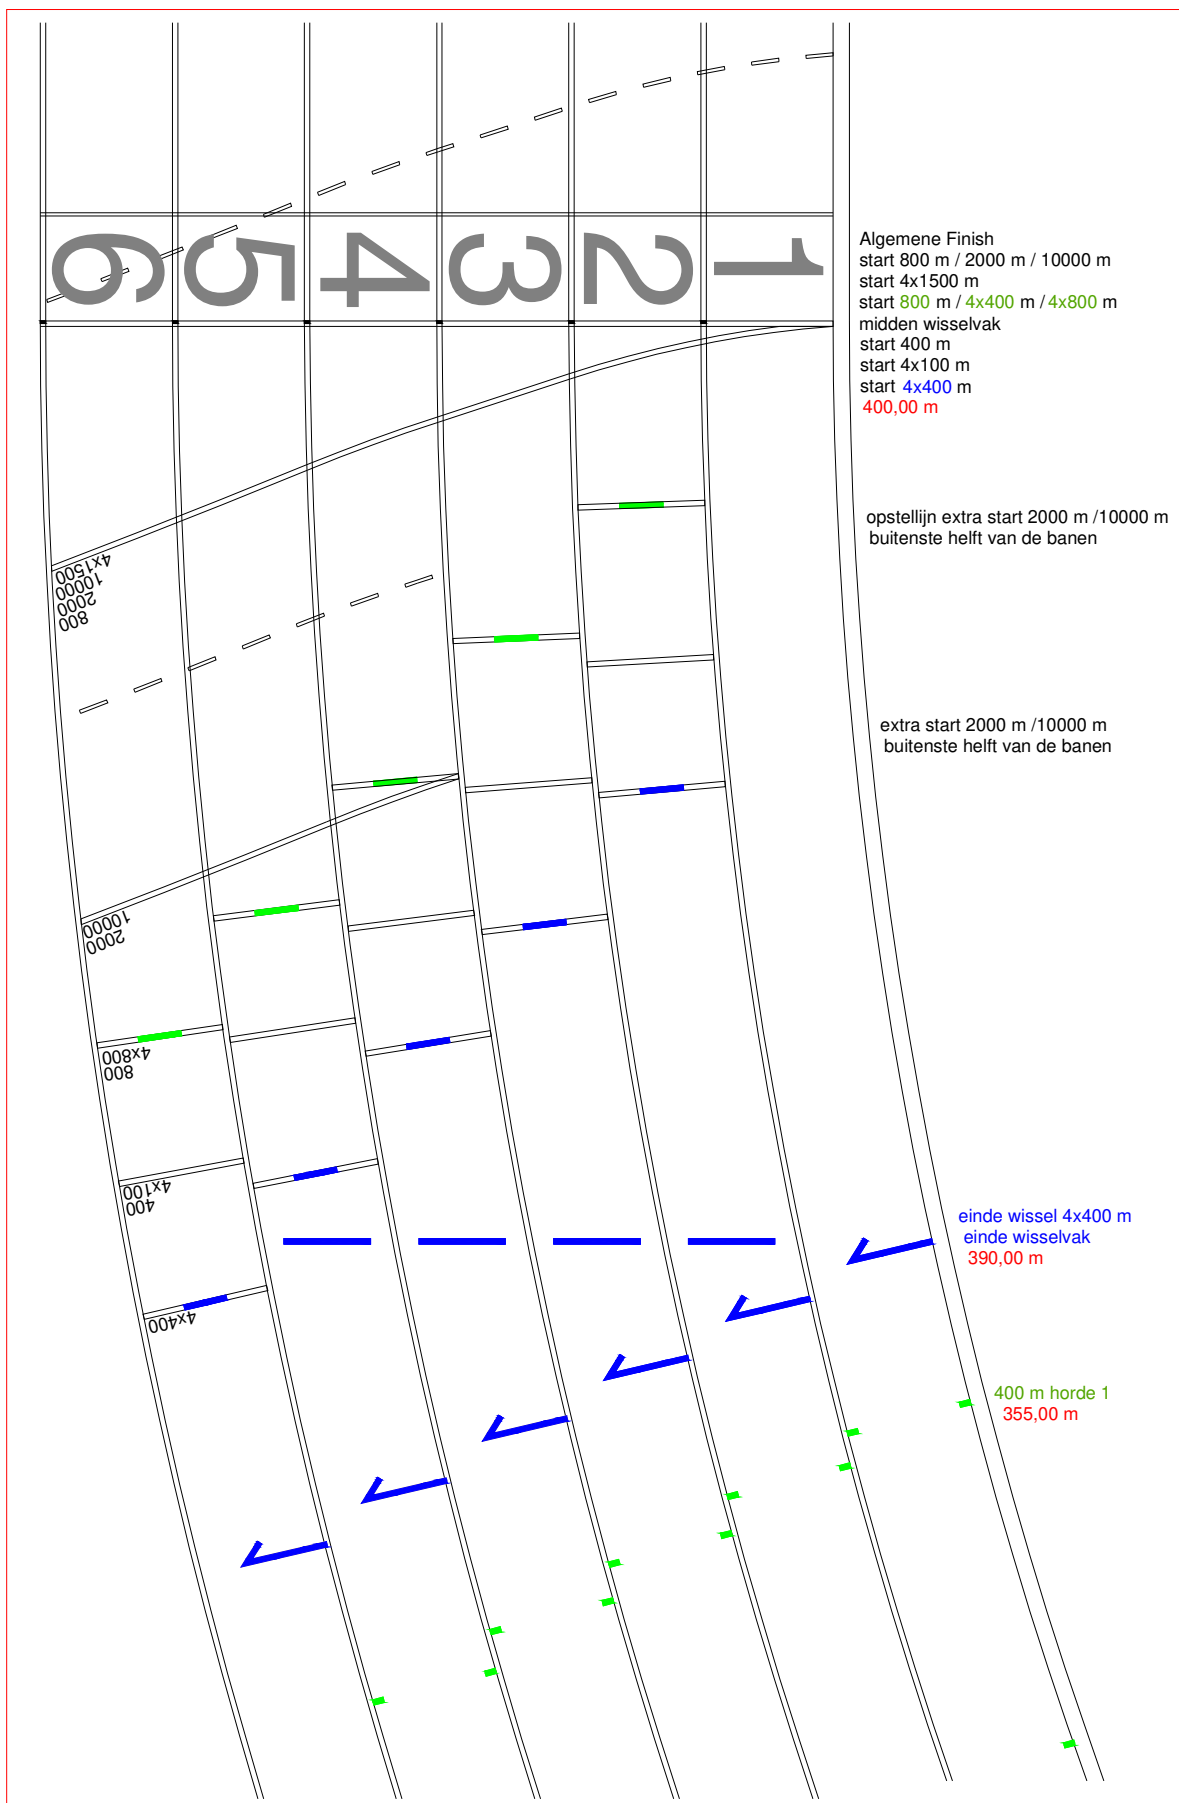 6 5 4 3 2 1
Algemene Finish
start 800 m / 2000 m / 10000 m
start 4x1500 m
start 800 m / 4x400 m / 4x800 m
midden wisselvak
start 400 m
start 4x100 m
start 4x400 m
400,00 m
opstellijn extra start 2000 m /10000 m
buitenste helft van de banen
4x1500
10000
2000
800
extra start 2000 m /10000 m
buitenste helft van de banen
10000
2000
4x800
800
4x100
400
einde wissel 4x400 m
einde wisselvak
390,00 m
4x400
400 m horde 1
355,00 m